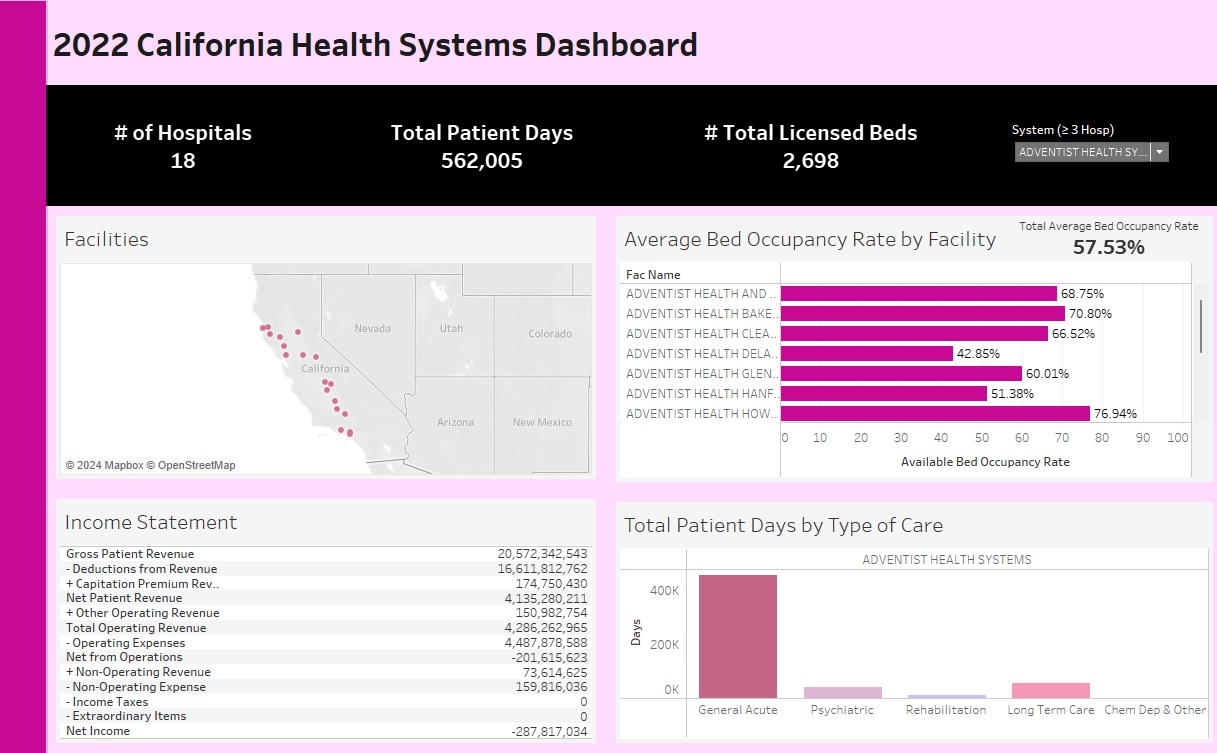 2022 California Health Systems Dashboard
# of Hospitals
18
Total Patient Days
562,005
# Total Licensed Beds
2,698
System (≥ 3 Hosp)
ADVENTIST HEALTH SY...
Facilities
Nevada
Utah
Colorado
California
Arizona
New Mexico
© 2024 Mapbox © OpenStreetMap
Average Bed Occupancy Rate by Facility
Total Average Bed Occupancy Rate
57.53%
Fac Name
ADVENTIST HEALTH AND .. 68.75%
ADVENTIST HEALTH BAKE.. 70.80%
ADVENTIST HEALTH CLEA.. 66.52%
ADVENTIST HEALTH DELA.. 42.85%
ADVENTIST HEALTH GLEN.. 60.01%
ADVENTIST HEALTH HANF.. 51.38%
ADVENTIST HEALTH HOW.. 76.94%
0 10 20 30 40 50 60 70 80 90 100
Available Bed Occupancy Rate
Income Statement
Gross Patient Revenue 20,572,342,543
- Deductions from Revenue 16,611,812,762
+ Capitation Premium Rev.. 174,750,430
Net Patient Revenue 4,135,280,211
+ Other Operating Revenue 150,982,754
Total Operating Revenue 4,286,262,965
- Operating Expenses 4,487,878,588
Net from Operations -201,615,623
+ Non-Operating Revenue 73,614,625
- Non-Operating Expense 159,816,036
- Income Taxes 0
- Extraordinary Items 0
Net Income -287,817,034
Total Patient Days by Type of Care
ADVENTIST HEALTH SYSTEMS
Days
400K
200K
0K
General Acute Psychiatric Rehabilitation Long Term Care Chem Dep & Other